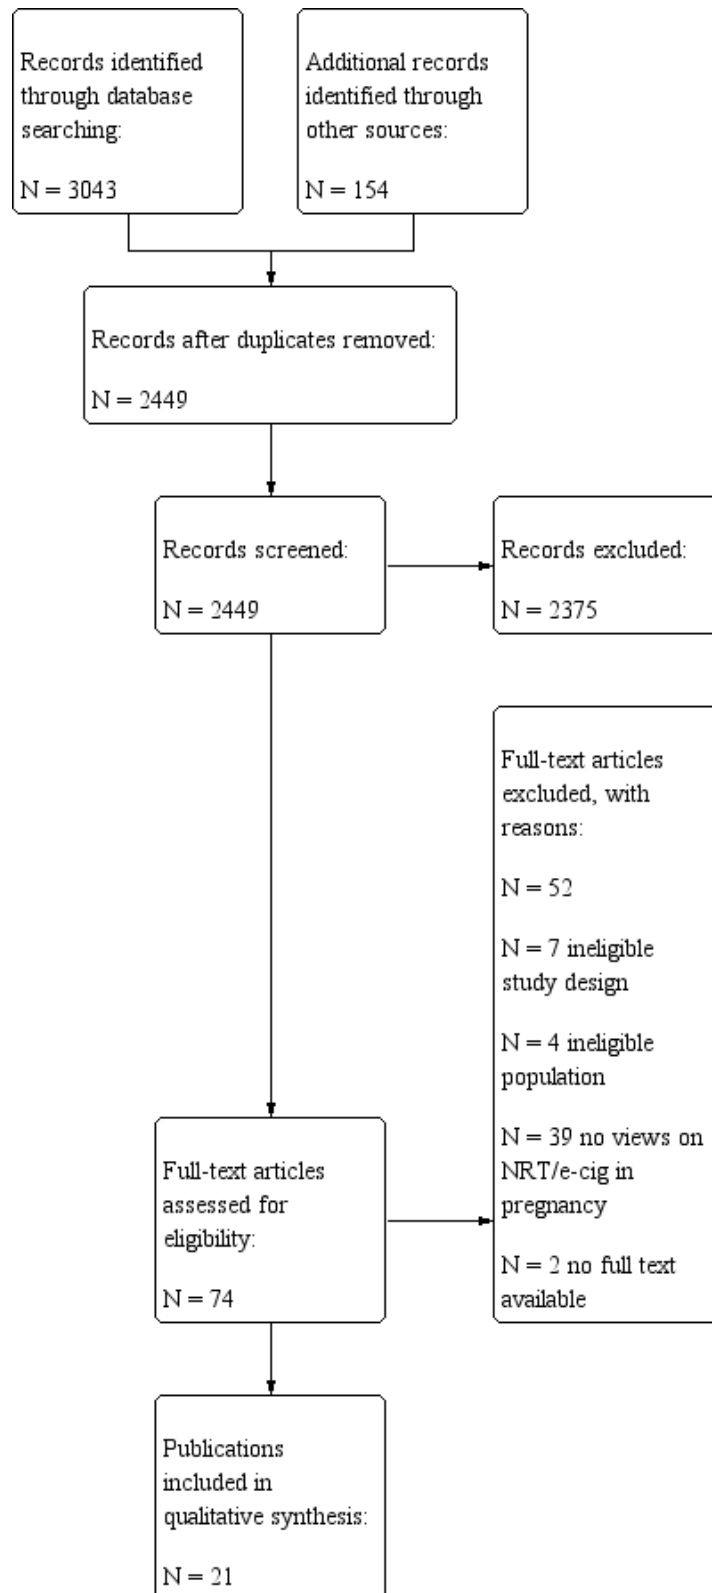 Records identified
through database
searching:
N = 3043
Additional records
identified through
other sources:
N = 154
Records after duplicates removed:
N = 2449
Records screened:
N = 2449
Records excluded:
N = 2375
Full-text articles
excluded, with
reasons:
N = 52
N = 7 ineligible
study design
N = 4 ineligible
population
N = 39 no views on
NRT/e-cig in
pregnancy
N = 2 no full text
available
Full-text articles
assessed for
eligibility:
N = 74
Publications
included in
qualitative synthesis:
N = 21